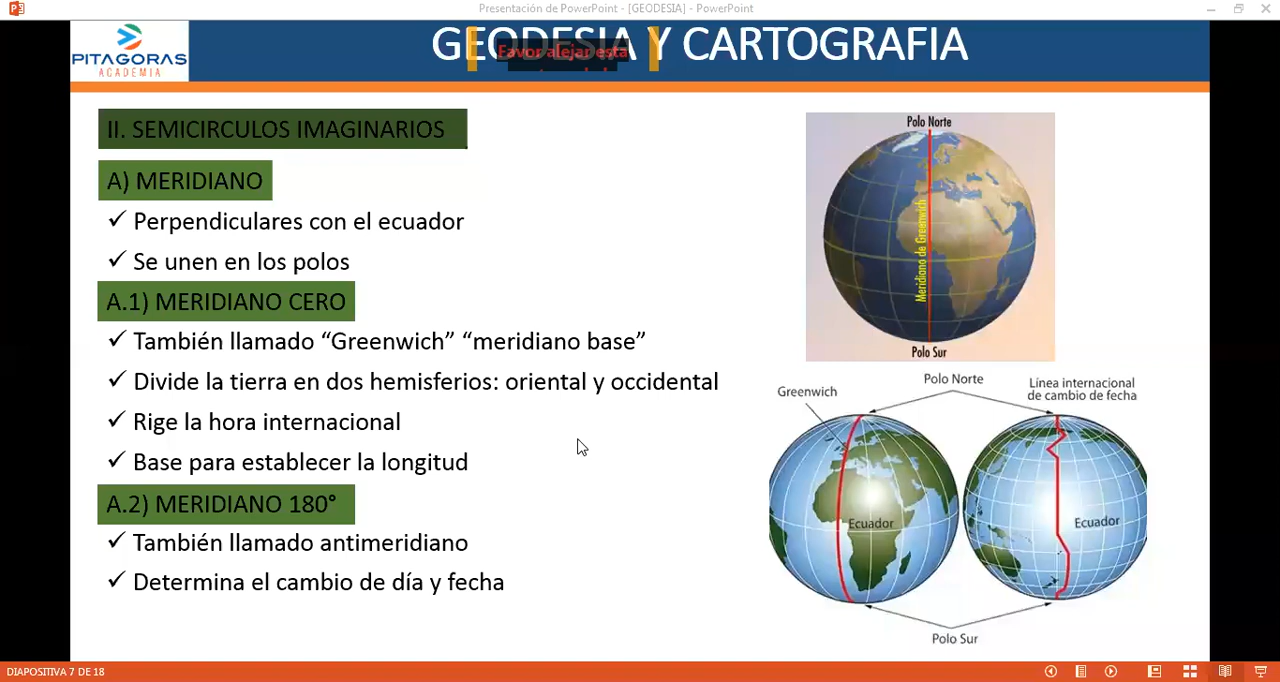 Presentación de PowerPoint - [GEODESIA] - PowerPoint
PITAGORAS
ACADEMIA
GEODESIA Y CARTOGRAFIA
Favor alejar esta
II. SEMICIRCULOS IMAGINARIOS
A) MERIDIANO
✓ Perpendiculares con el ecuador
✓ Se unen en los polos
A.1) MERIDIANO CERO
✓ También llamado “Greenwich” “meridiano base”
✓ Divide la tierra en dos hemisferios: oriental y occidental
✓ Rige la hora internacional
✓ Base para establecer la longitud
A.2) MERIDIANO 180°
✓ También llamado antimeridiano
✓ Determina el cambio de día y fecha
Polo Norte
Meridiano de Greenwich
Polo Sur
Greenwich
Polo Norte
Línea internacional
de cambio de fecha
Ecuador
Ecuador
Polo Sur
DIAPOSITIVA 7 DE 18